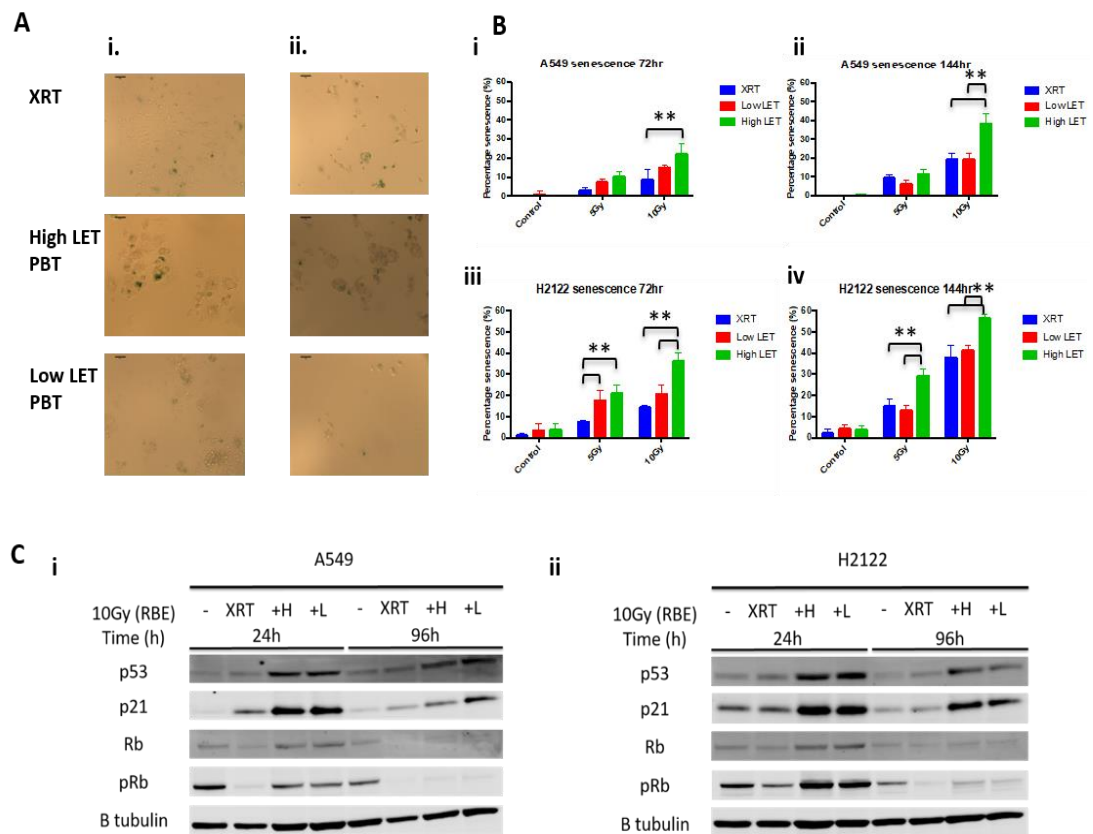 A
i.
ii.
XRT
High LET
PBT
Low LET
PBT
B
i
A549 senescence 72hr
Percentage senescence (%)
60
50
40
30
20
10
0
**
Control
5Gy
10Gy
XRT
Low LET
High LET
ii
A549 senescence 144hr
Percentage senescence (%)
60
50
40
30
20
10
0
**
Control
5Gy
10Gy
XRT
Low LET
High LET
iii
H2122 senescence 72hr
Percentage senescence (%)
60
50
40
30
20
10
0
**
**
Control
5Gy
10Gy
XRT
Low LET
High LET
iv
H2122 senescence 144hr
Percentage senescence (%)
60
50
40
30
20
10
0
**
**
Control
5Gy
10Gy
XRT
Low LET
High LET
C
i
A549
10Gy (RBE) - XRT +H +L - XRT +H +L
Time (h) 24h 96h
p53
p21
Rb
pRb
B tubulin
ii
H2122
10Gy (RBE) - XRT +H +L - XRT +H +L
Time (h) 24h 96h
p53
p21
Rb
pRb
B tubulin